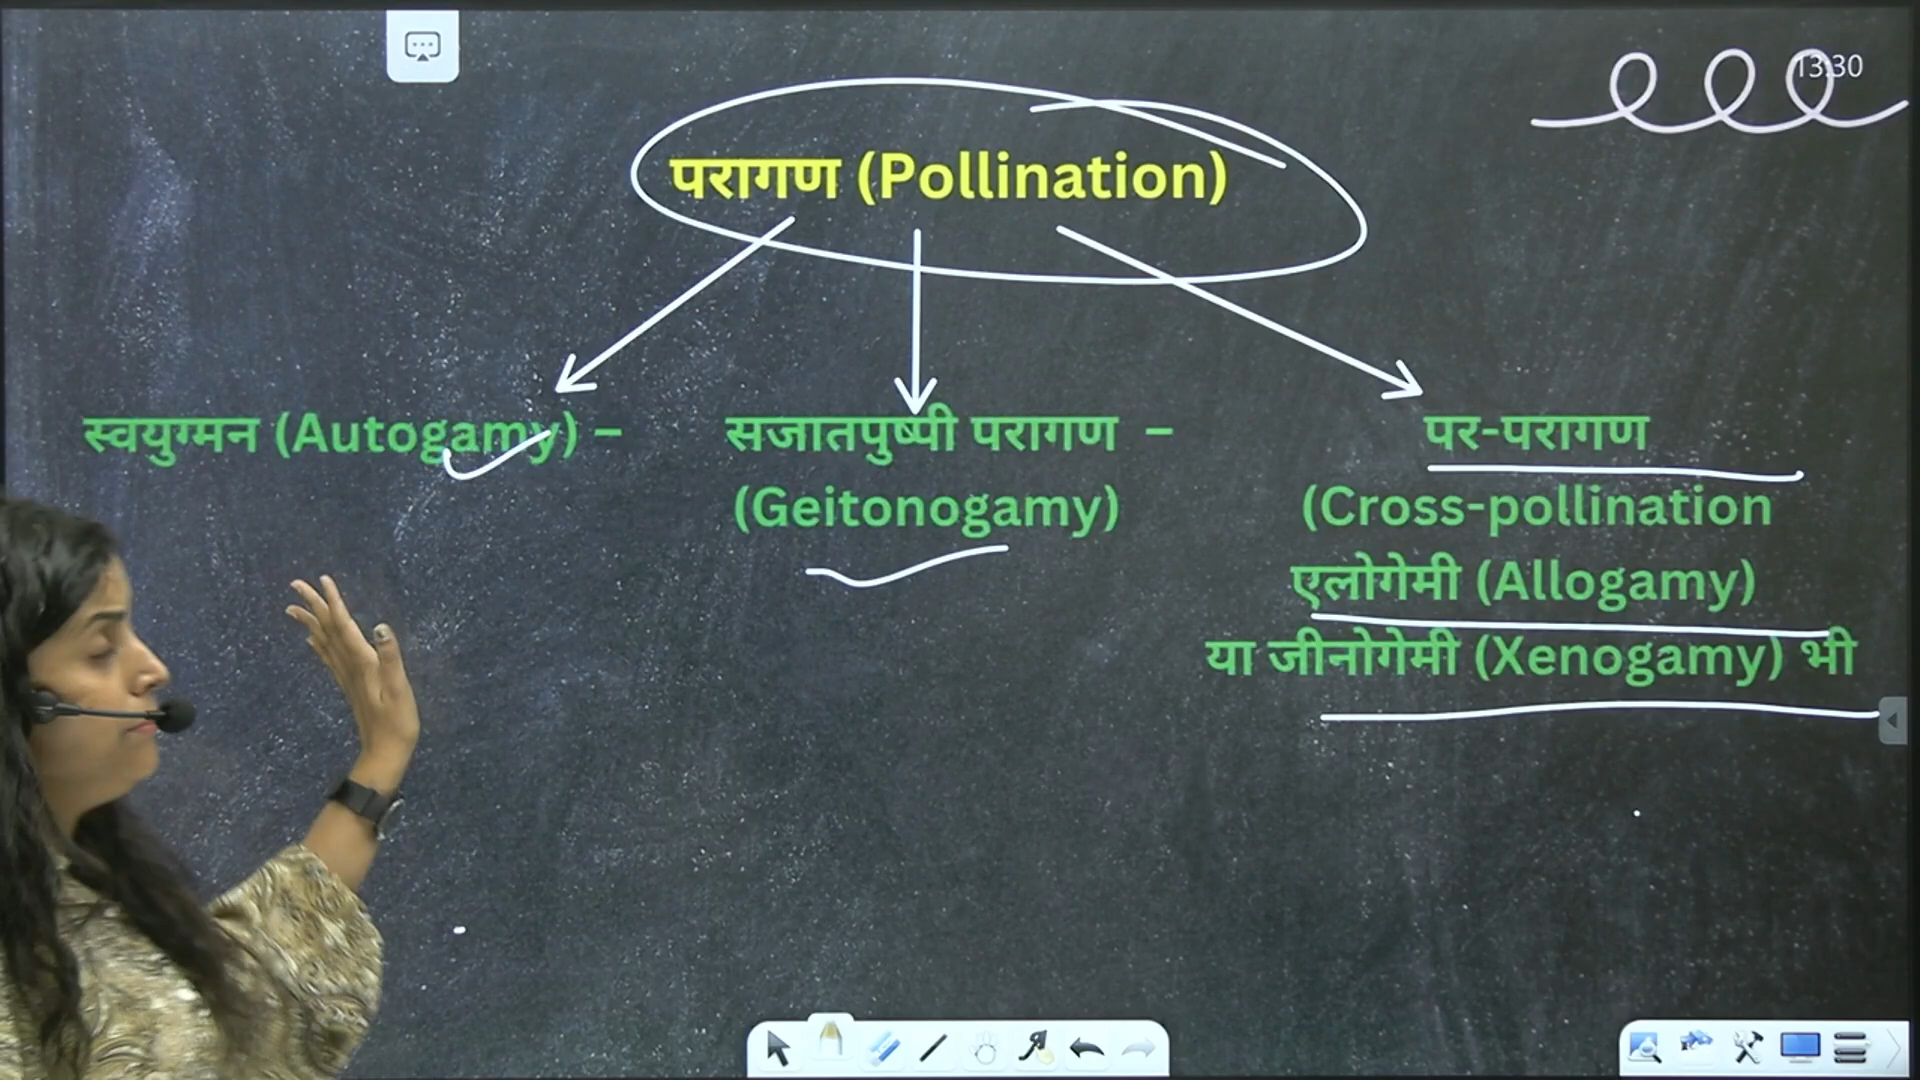 13:30
परागण (Pollination)
स्वयुग्मन (Autogamy) –
सजातपुष्पी परागण –
(Geitonogamy)
पर-परागण
(Cross-pollination
एलोगेमी (Allogamy)
या जीनोगेमी (Xenogamy) भी